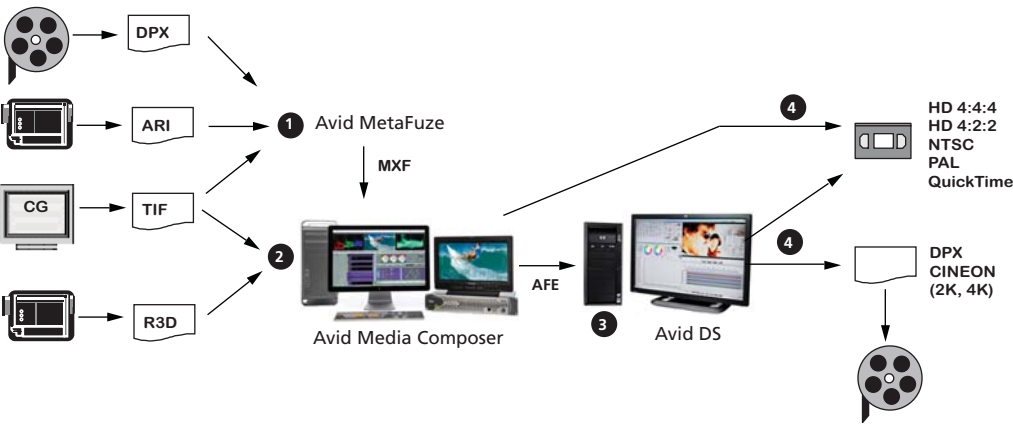 DPX
ARI
CG
TIF
R3D
1 Avid MetaFuze
MXF
2
Avid Media Composer
AFE
3
Avid DS
4
HD 4:4:4
HD 4:2:2
NTSC
PAL
QuickTime
4
DPX
CINEON
(2K, 4K)